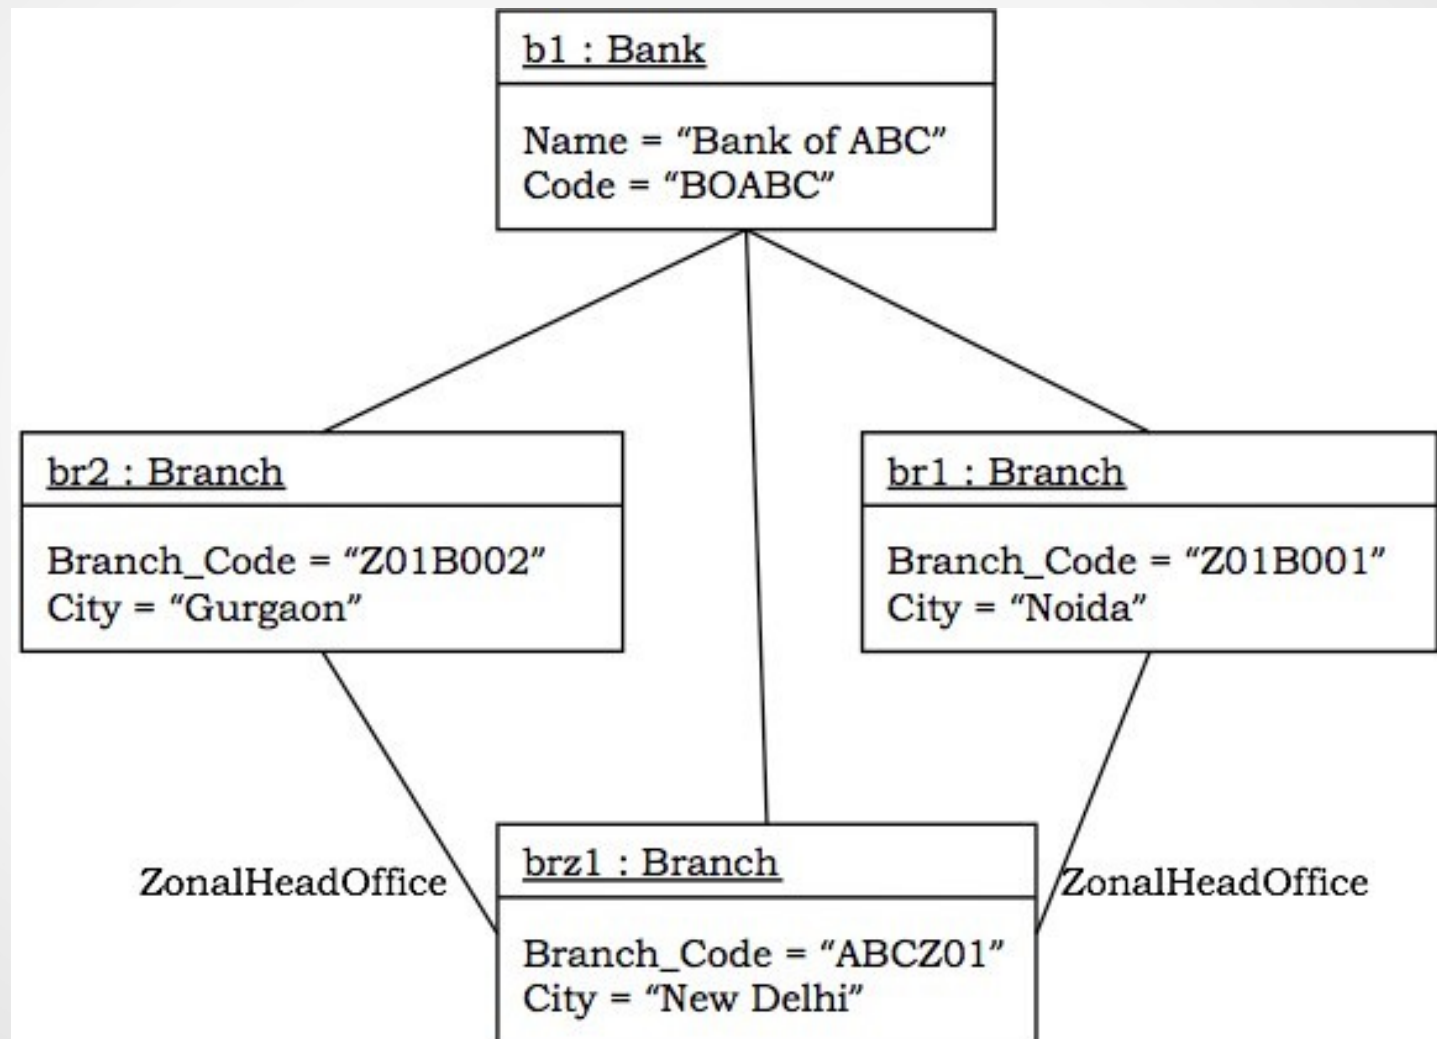 b1 : Bank
Name = “Bank of ABC”
Code = “BOABC”
br2 : Branch
Branch_Code = “Z01B002”
City = “Gurgaon”
br1 : Branch
Branch_Code = “Z01B001”
City = “Noida”
ZonalHeadOffice
brz1 : Branch
Branch_Code = “ABCZ01”
City = “New Delhi”
ZonalHeadOffice